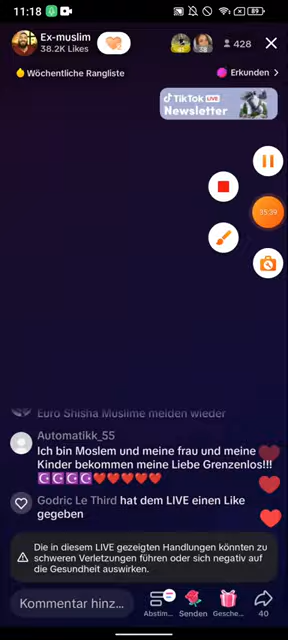 11:18
89
Ex-muslim
38.2K Likes
428
Wöchentliche Rangliste
Erkunden
TikTok LIVE
Newsletter
Euro Shisha Muslime melden wieder
Automatikk_55
Ich bin Moslem und meine frau und meine
Kinder bekommen meine Liebe Grenzenlos!!!
Godric Le Third hat dem LIVE einen Like
gegeben
Die in diesem LIVE gezeigten Handlungen könnten zu
schweren Verletzungen führen oder sich negativ auf
die Gesundheit auswirken.
Kommentar hinz...
Abstim...
Senden
Gesche...
40